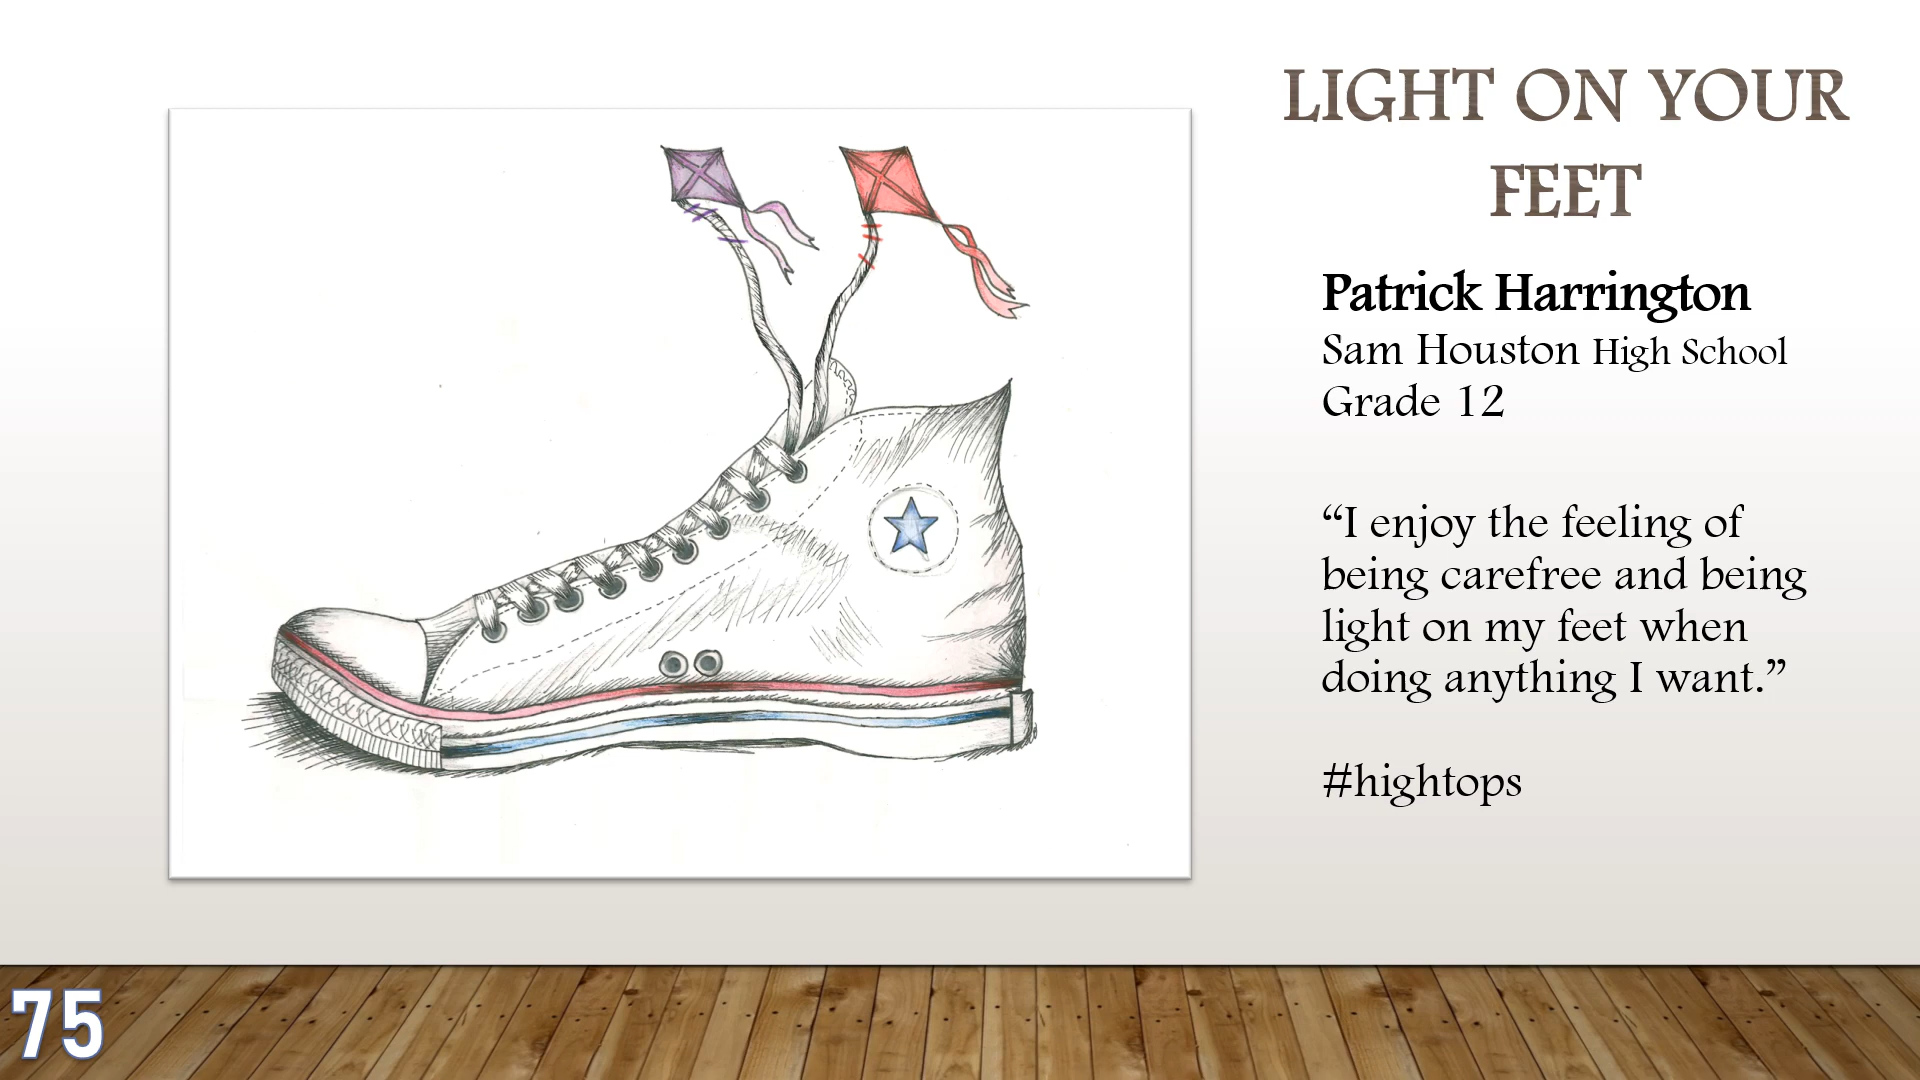 LIGHT ON YOUR
FEET
Patrick Harrington
Sam Houston High School
Grade 12
“I enjoy the feeling of
being carefree and being
light on my feet when
doing anything I want.”
#hightops
75